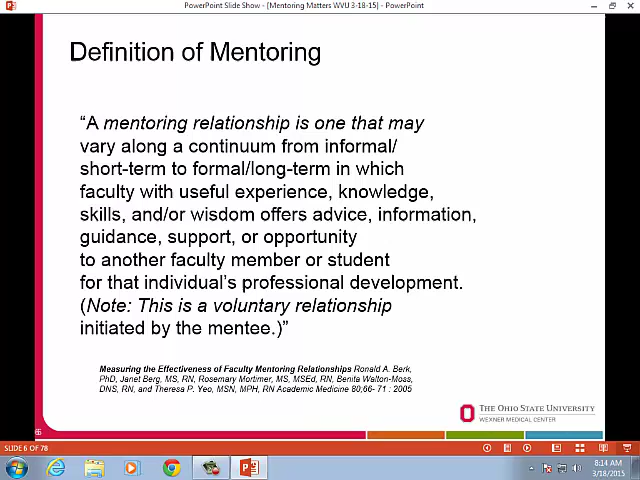 PowerPoint Slide Show - [Mentoring Matters WVU 3-18-15] - PowerPoint
Definition of Mentoring
“A mentoring relationship is one that may
vary along a continuum from informal/
short-term to formal/long-term in which
faculty with useful experience, knowledge,
skills, and/or wisdom offers advice, information,
guidance, support, or opportunity
to another faculty member or student
for that individual’s professional development.
(Note: This is a voluntary relationship
initiated by the mentee.)”
Measuring the Effectiveness of Faculty Mentoring Relationships Ronald A. Berk,
PhD, Janet Berg, MS, RN, Rosemary Mortimer, MS, MSEd, RN, Benita Walton-Moss,
DNS, RN, and Theresa P. Yeo, MSN, MPH, RN Academic Medicine 80;66- 71 : 2005
THE OHIO STATE UNIVERSITY
WEXNER MEDICAL CENTER
SLIDE 6 OF 78
8:14 AM
3/18/2015